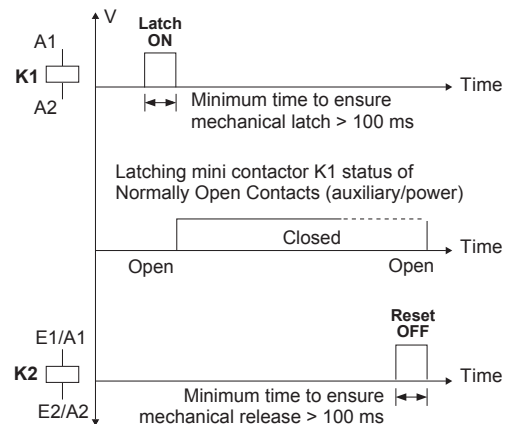 V
Latch
ON
A1
K1
A2
Time
Minimum time to ensure
mechanical latch > 100 ms
Latching mini contactor K1 status of
Normally Open Contacts (auxiliary/power)
Closed
Time
Open
Open
Reset
OFF
E1/A1
K2
E2/A2
Time
Minimum time to ensure
mechanical release > 100 ms